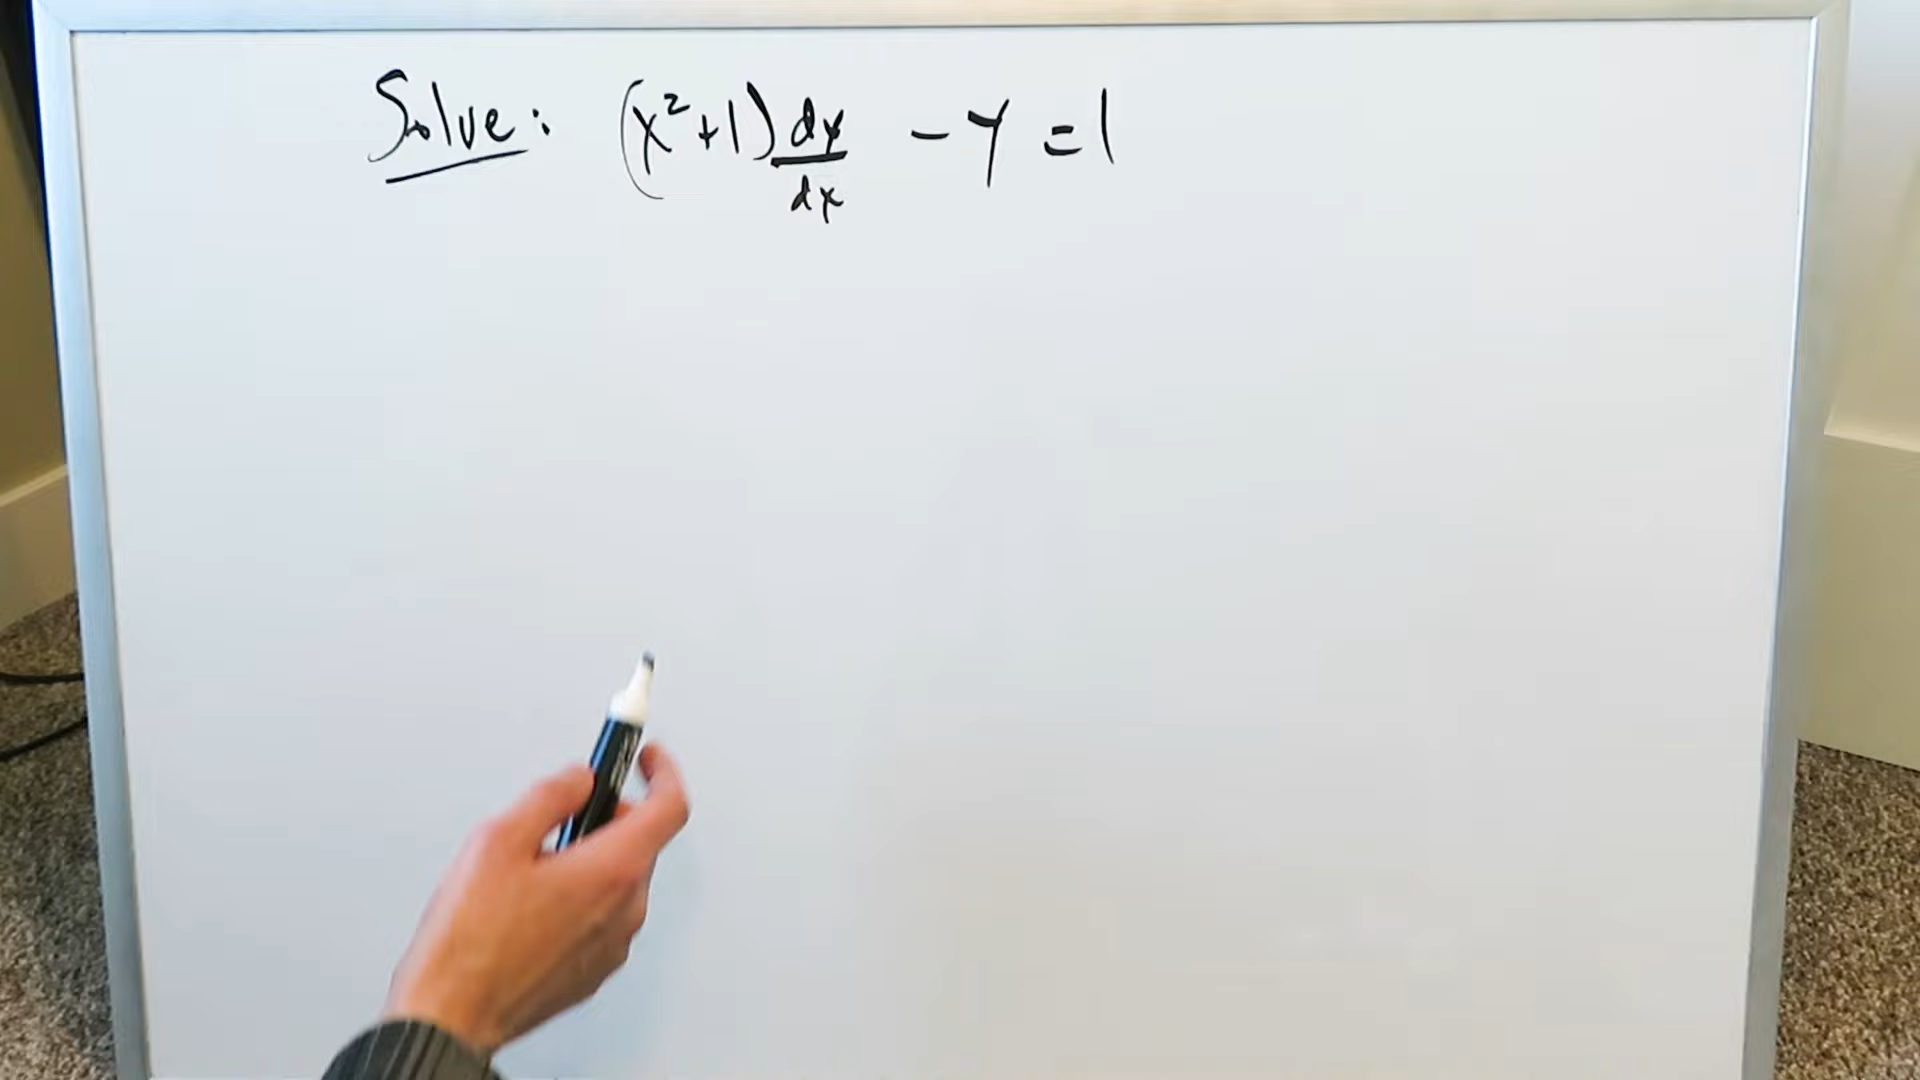 Solve: (x²+1) dy/dx - y = 1